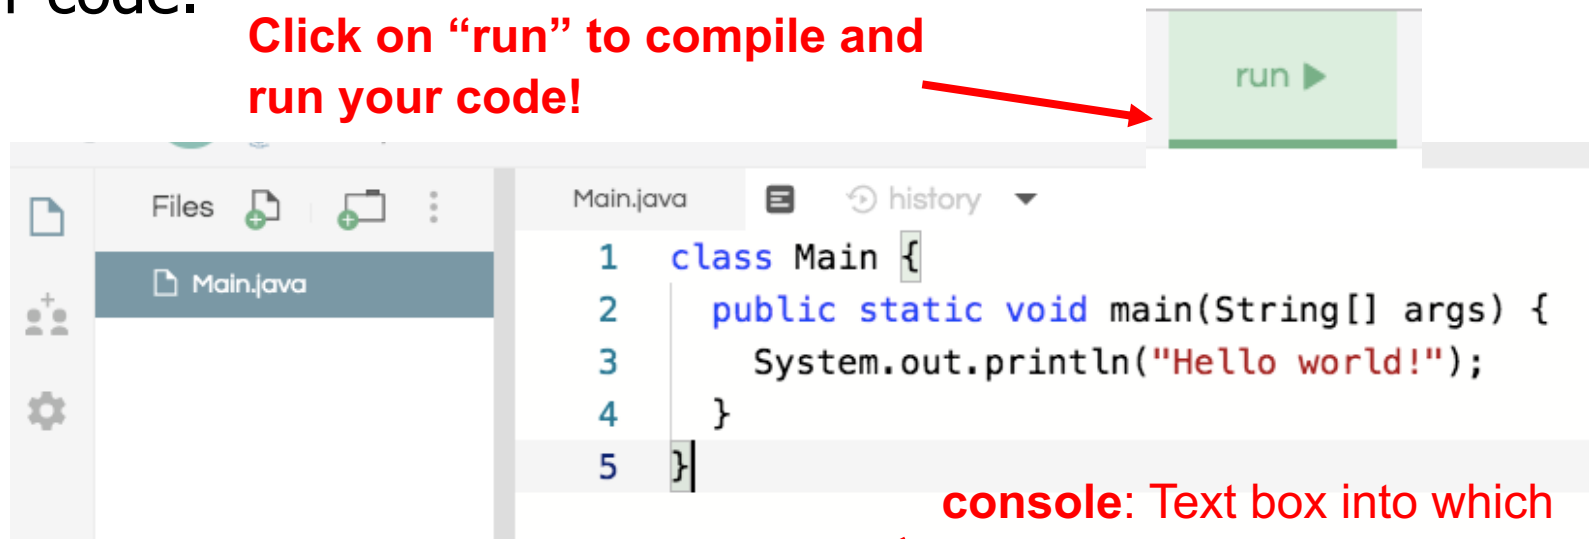 code.
Click on “run” to compile and
run your code!
run
Files
Main.java
Main.java
history
1 class Main {
2 public static void main(String[] args) {
3 System.out.println("Hello world!");
4 }
5 }
console: Text box into which